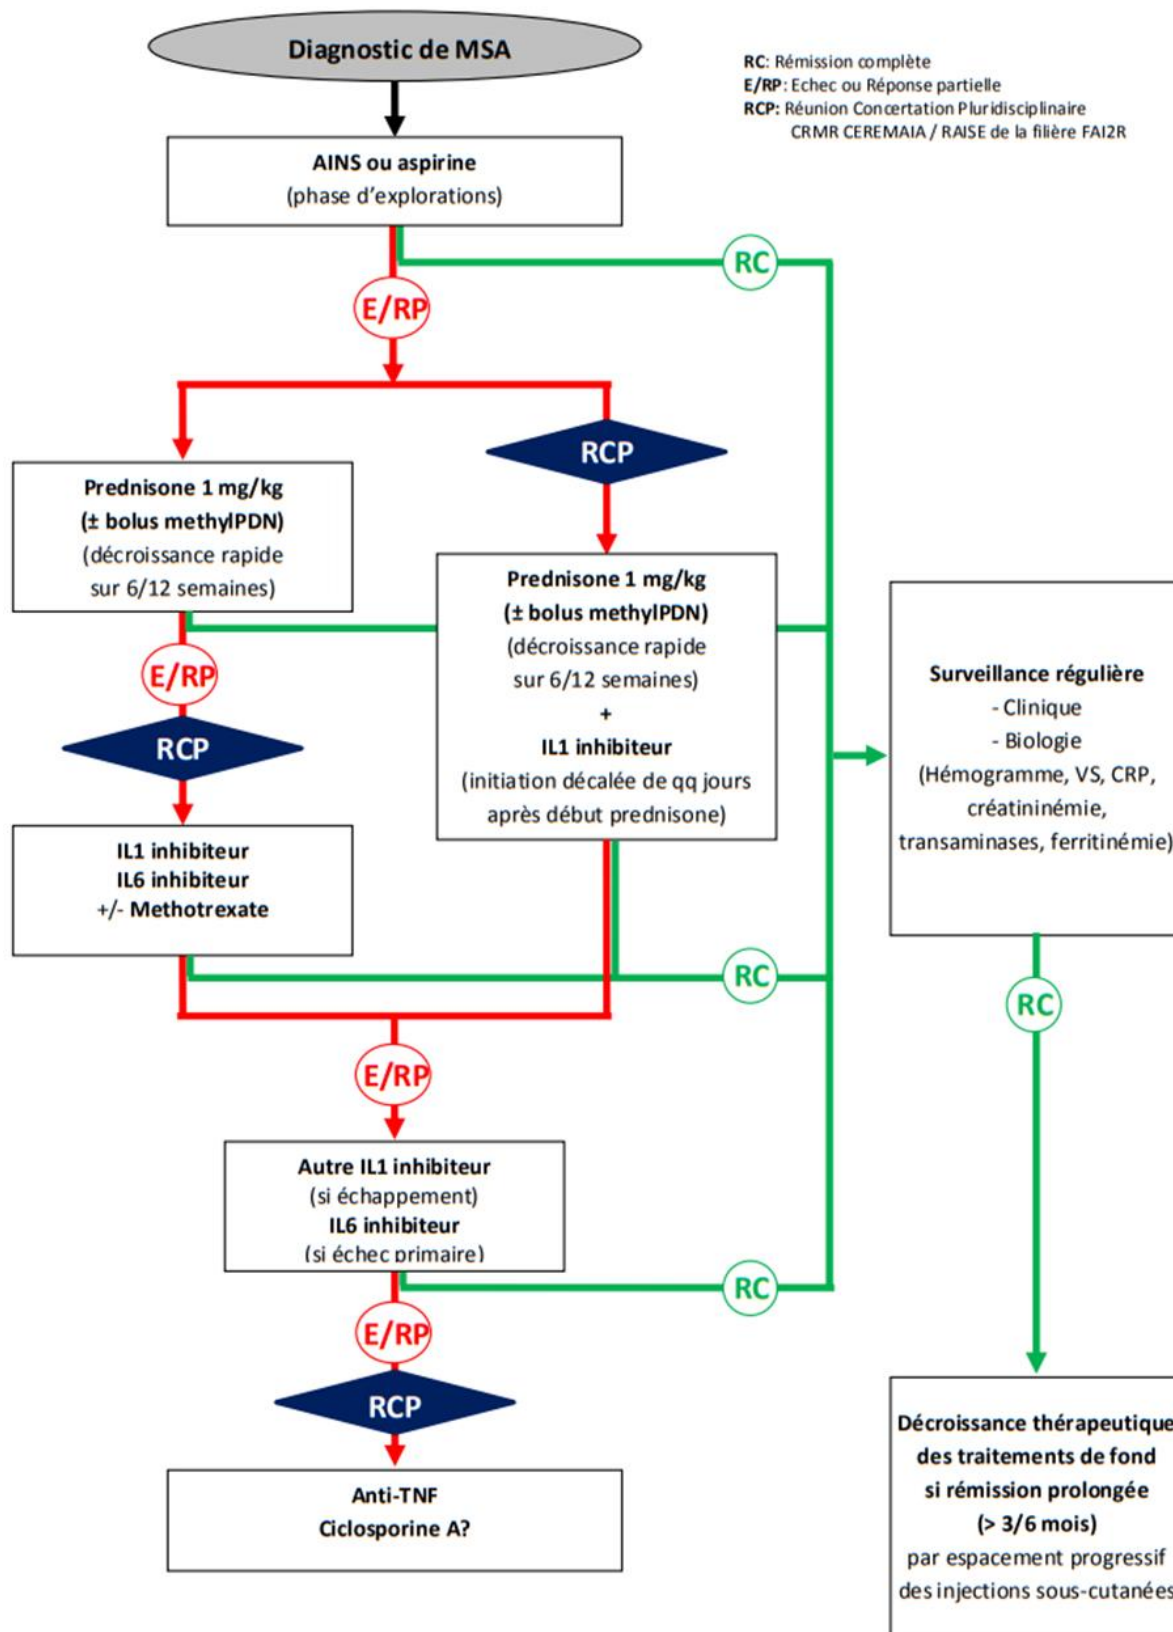 Diagnostic de MSA
RC: Rémission complète
E/RP: Echec ou Réponse partielle
RCP: Réunion Concertation Pluridisciplinaire
CRMR CEREMAIA / RAISE de la filière FAI2R
AINS ou aspirine
(phase d’explorations)
RC
E/RP
RCP
Prednisone 1 mg/kg
(± bolus methylPDN)
(décroissance rapide
sur 6/12 semaines)
Prednisone 1 mg/kg
(± bolus methylPDN)
(décroissance rapide
sur 6/12 semaines)
+
IL1 inhibiteur
(initiation décalée de qq jours
après début prednisone)
E/RP
RCP
IL1 inhibiteur
IL6 inhibiteur
+/- Methotrexate
Surveillance régulière
- Clinique
- Biologie
(Hémogramme, VS, CRP,
créatininémie,
transaminases, ferritinémie)
RC
RC
E/RP
Autre IL1 inhibiteur
(si échappement)
IL6 inhibiteur
(si échec primaire)
RC
E/RP
RCP
Anti-TNF
Ciclosporine A?
Décroissance thérapeutique
des traitements de fond
si rémission prolongée
(> 3/6 mois)
par espacement progressif
des injections sous-cutanées